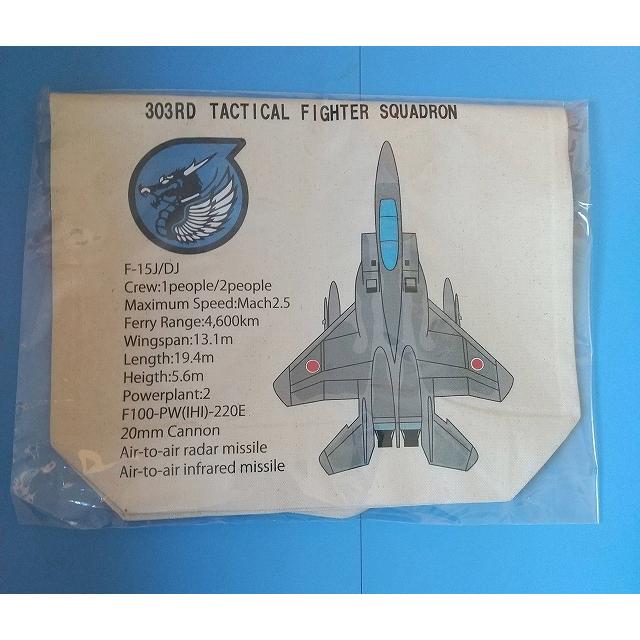 303RD TACTICAL FIGHTER SQUADRON
F-15J/DJ
Crew:1people/2people
Maximum Speed:Mach2.5
Ferry Range:4,600km
Wingspan:13.1m
Length:19.4m
Heigth:5.6m
Powerplant:2
F100-PW(IHI)-220E
20mm Cannon
Air-to-air radar missile
Air-to-air infrared missile